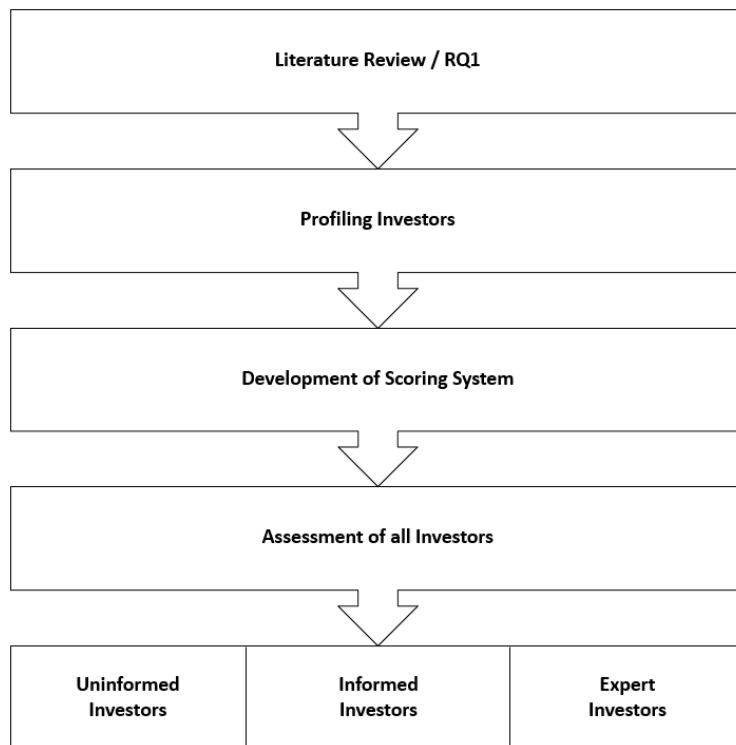 Literature Review / RQ1
Profiling Investors
Development of Scoring System
Assessment of all Investors
Uninformed
Investors
Informed
Investors
Expert
Investors